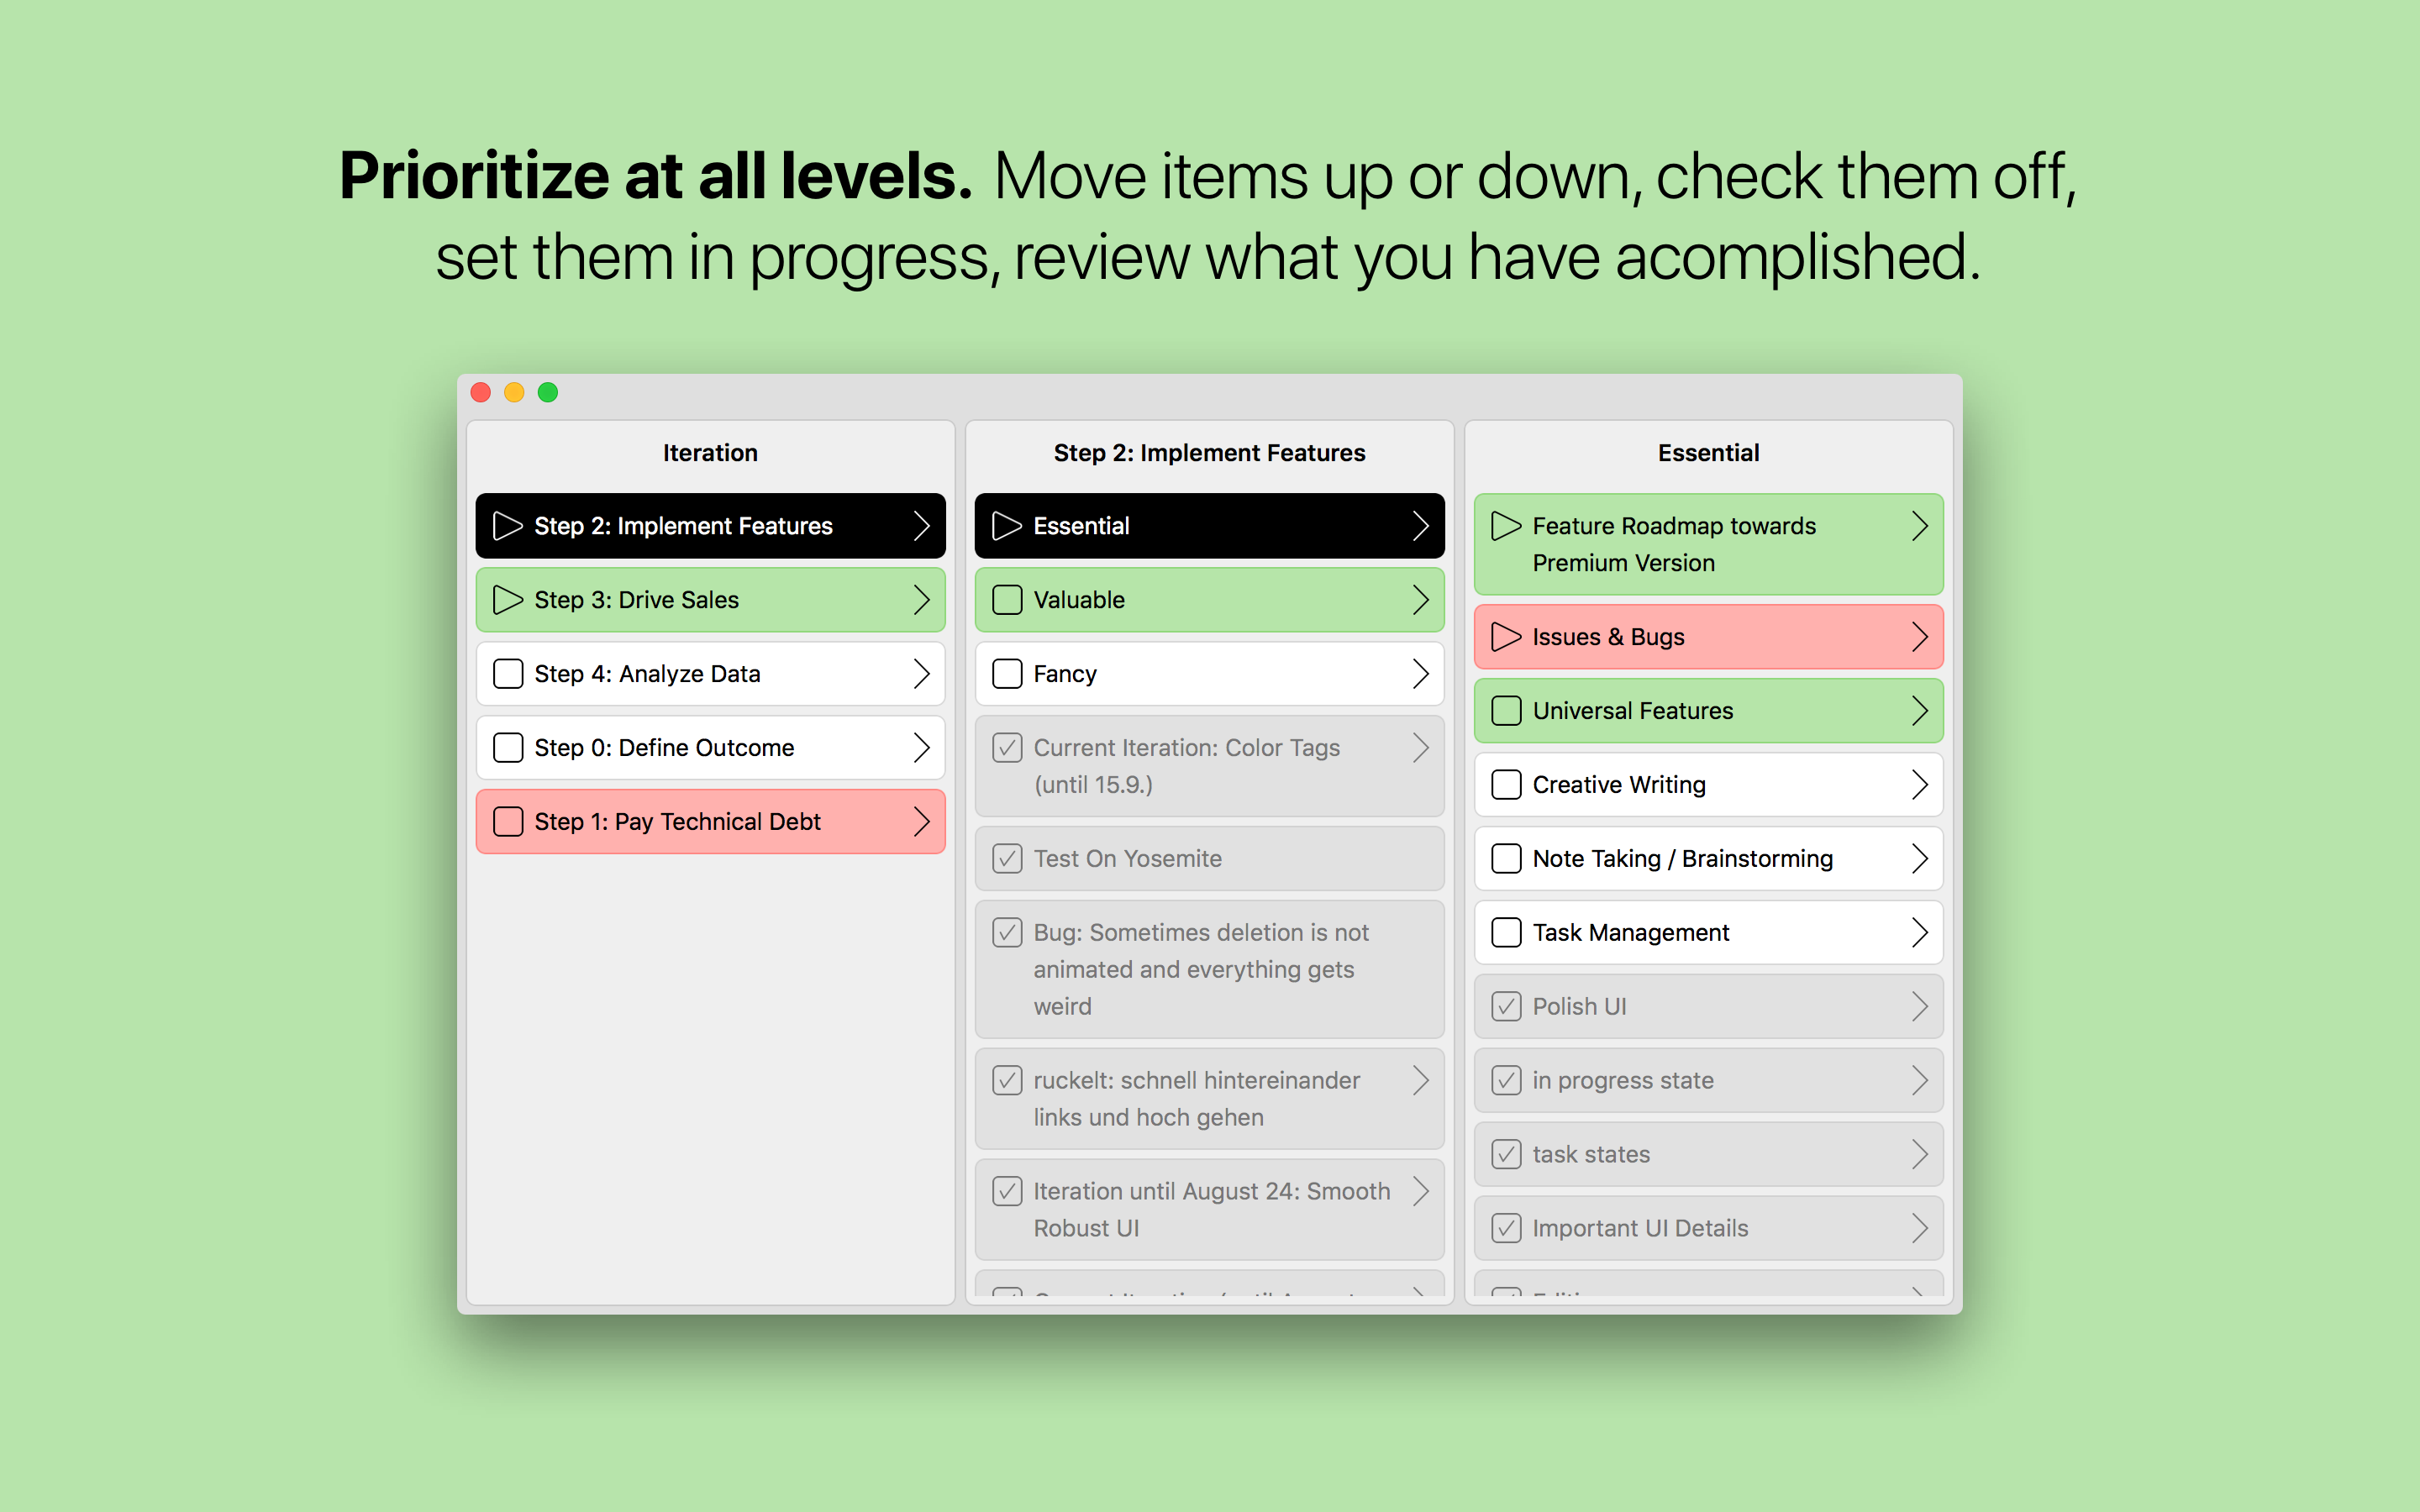 Prioritize at all levels. Move items up or down, check them off,
set them in progress, review what you have acomplished.
Iteration
Step 2: Implement Features
Step 3: Drive Sales
Step 4: Analyze Data
Step 0: Define Outcome
Step 1: Pay Technical Debt
Step 2: Implement Features
Essential
Valuable
Fancy
Current Iteration: Color Tags
(until 15.9.)
Test On Yosemite
Bug: Sometimes deletion is not
animated and everything gets
weird
ruckelt: schnell hintereinander
links und hoch gehen
Iteration until August 24: Smooth
Robust UI
Essential
Feature Roadmap towards
Premium Version
Issues & Bugs
Universal Features
Creative Writing
Note Taking / Brainstorming
Task Management
Polish UI
in progress state
task states
Important UI Details